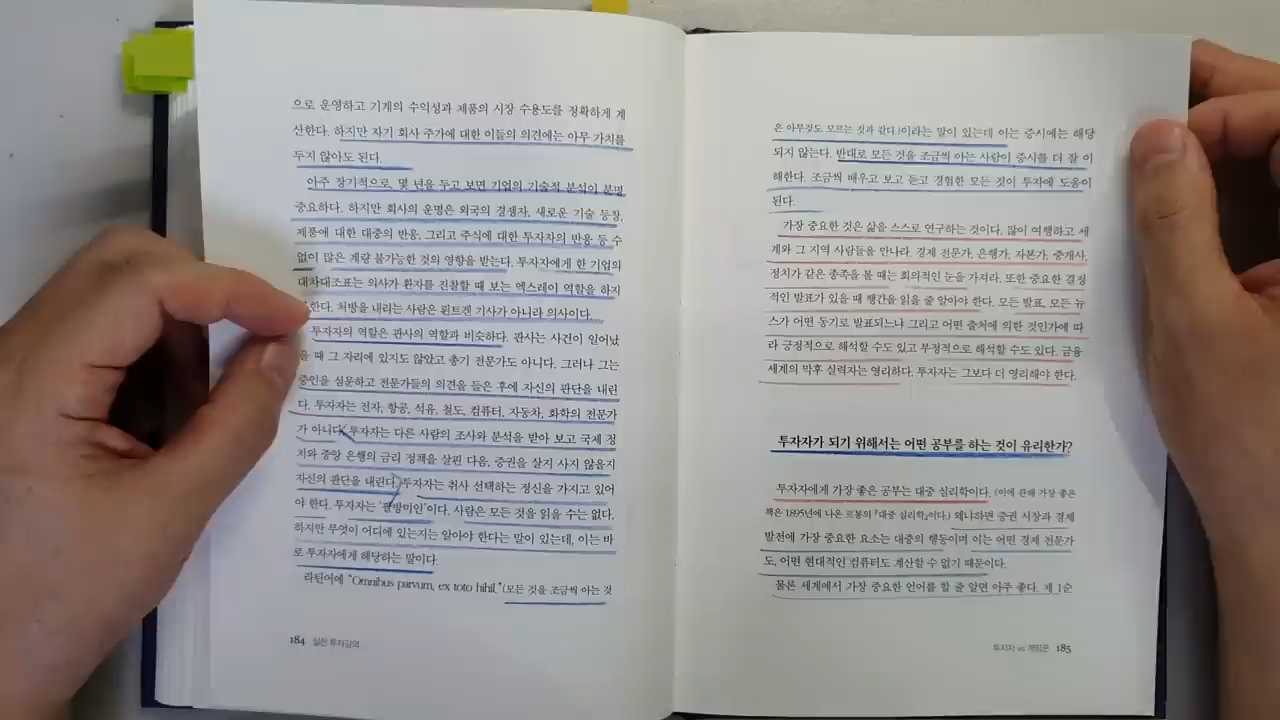 으로 운영하고 기계의 수익성과 제품의 시장 수용도를 정확하게 계
산한다. 하지만 자기 회사 주가에 대한 이들의 의견에는 아무 가치를
두지 않아도 된다.
아주 장기적으로, 몇 년을 두고 보면 기업의 기술적 분석의 분명
중요하다. 하지만 회사의 운명은 외국의 경쟁자, 새로운 기술 등장,
제품에 대한 대중의 반응, 그리고 주식에 대한 투자자의 반응 등 수
없이 많은 계량 불가능한 것의 영향을 받는다. 투자자에게 한 기업의
대차대조표는 의사가 환자를 진찰할 때 보는 엑스레이 역할을 하지
못한다. 처방을 내리는 사람은 뢴트겐 기사가 아니라 의사이다.
투자자의 역할은 판사의 역할과 비슷하다. 판사는 사건이 일어났
을 때 그 자리에 있지도 않았고 총기 전문가도 아니다. 그러나 그는
증인을 심문하고 전문가들의 의견을 들은 후에 자신의 판단을 내린
다. 투자자는 전자, 항공, 석유, 철도, 컴퓨터, 자동차, 화학의 전문가
가 아니다. 투자자는 다른 사람의 조사와 분석을 받아 보고 국제 정
치와 중앙 은행의 금리 정책을 살핀 다음, 증권을 살지 사지 않을지
자신의 판단을 내린다. 투자자는 취사 선택하는 정신을 가지고 있어
야 한다. 투자자는 '팔방미인'이다. 사람은 모든 것을 읽을 수는 없다.
하지만 무엇이 어디에 있는지는 알아야 한다는 말이 있는데, 이는 바
로 투자자에게 해당하는 말이다.
라틴어에 "Omnibus parvum, ex toto nihil."(모든 것을 조금씩 아는 것
184 실전 투자강의
은 아무것도 모르는 것과 같다.)이라는 말이 있는데 이는 증시에는 해당
되지 않는다. 반대로 모든 것을 조금씩 아는 사람이 증시를 더 잘 이
해한다. 조금씩 배우고 보고 듣고 경험한 모든 것이 투자에 도움이
된다.
가장 중요한 것은 삶을 스스로 연구하는 것이다. 많이 여행하고 세
계와 그 지역 사람들을 만나라. 경제 전문가, 은행가, 자본가, 중개상,
정치가 같은 종족을 볼 때는 회의적인 눈을 가져라. 또한 중요한 결정
적인 발표가 있을 때 행간을 읽을 줄 알아야 한다. 모든 발표, 모든 뉴
스가 어떤 동기로 발표되느냐 그리고 어떤 출처에 의한 것인가에 따
라 긍정적으로 해석할 수도 있고 부정적으로 해석할 수도 있다. 금융
세계의 막후 실력자는 영리하다. 투자자는 그보다 더 영리해야 한다.
투자자가 되기 위해서는 어떤 공부를 하는 것이 유리한가?
투자자에게 가장 좋은 공부는 대중 심리학이다. (이에 관해 가장 좋은
책은 1895년에 나온 르봉의 『대중 심리학』이다.) 왜냐하면 증권 시장과 경제
발전에 가장 중요한 요소는 대중의 행동이며 이는 어떤 경제 전문가
도, 어떤 현대적인 컴퓨터도 계산할 수 없기 때문이다.
물론 세계에서 가장 중요한 언어를 할 줄 알면 아주 좋다. 제 1순
투자자 vs 게임꾼 185